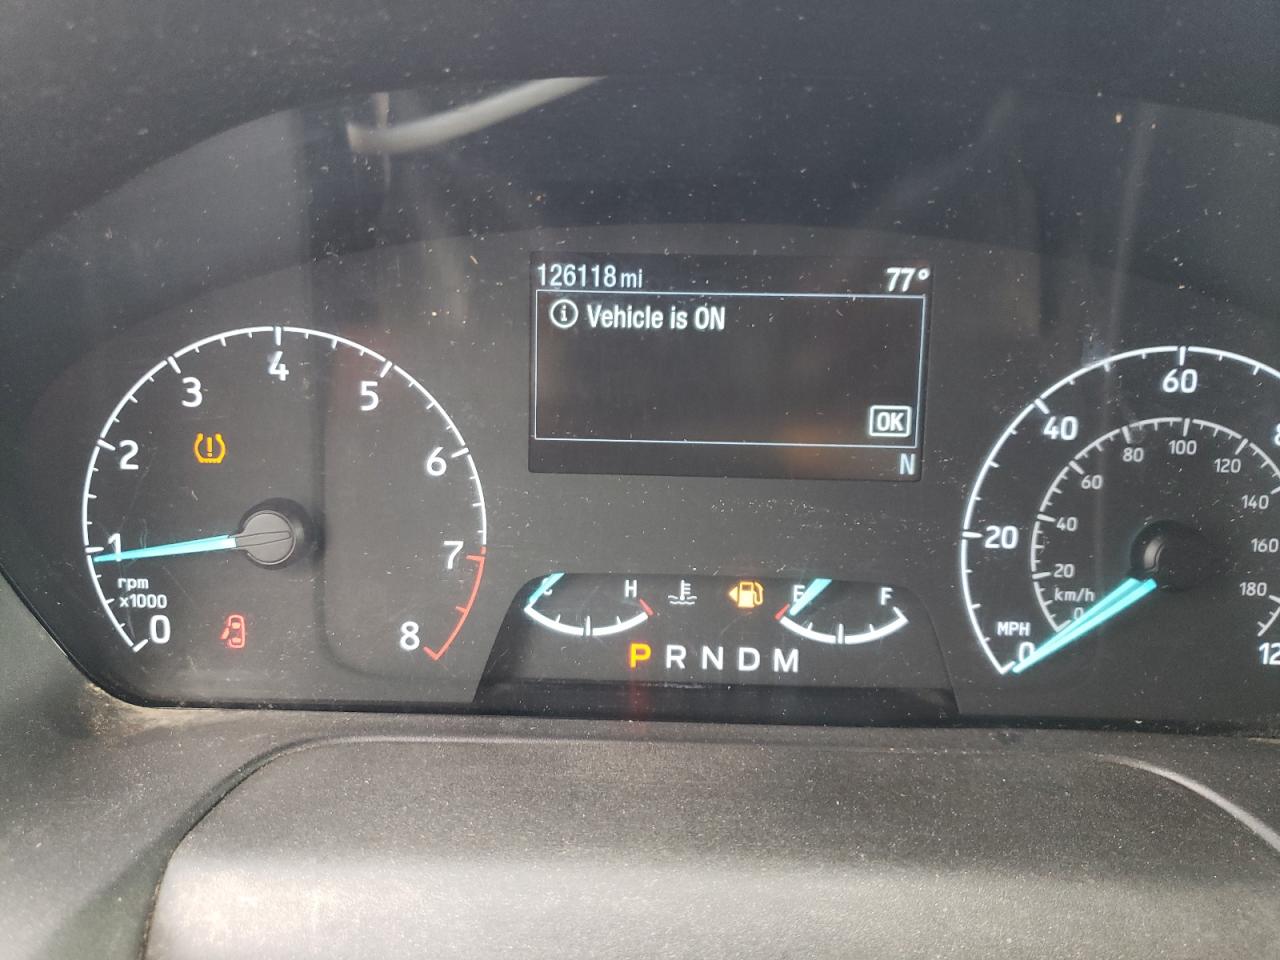 126118 mi 77°
i Vehicle is ON
OK
N
0 1 2 3 4 5 6 7 8
rpm
x1000
C H
E F
P R N D M
0 20 40 60
MPH
0 20 40 60 80 100 120 140 160 180
km/h